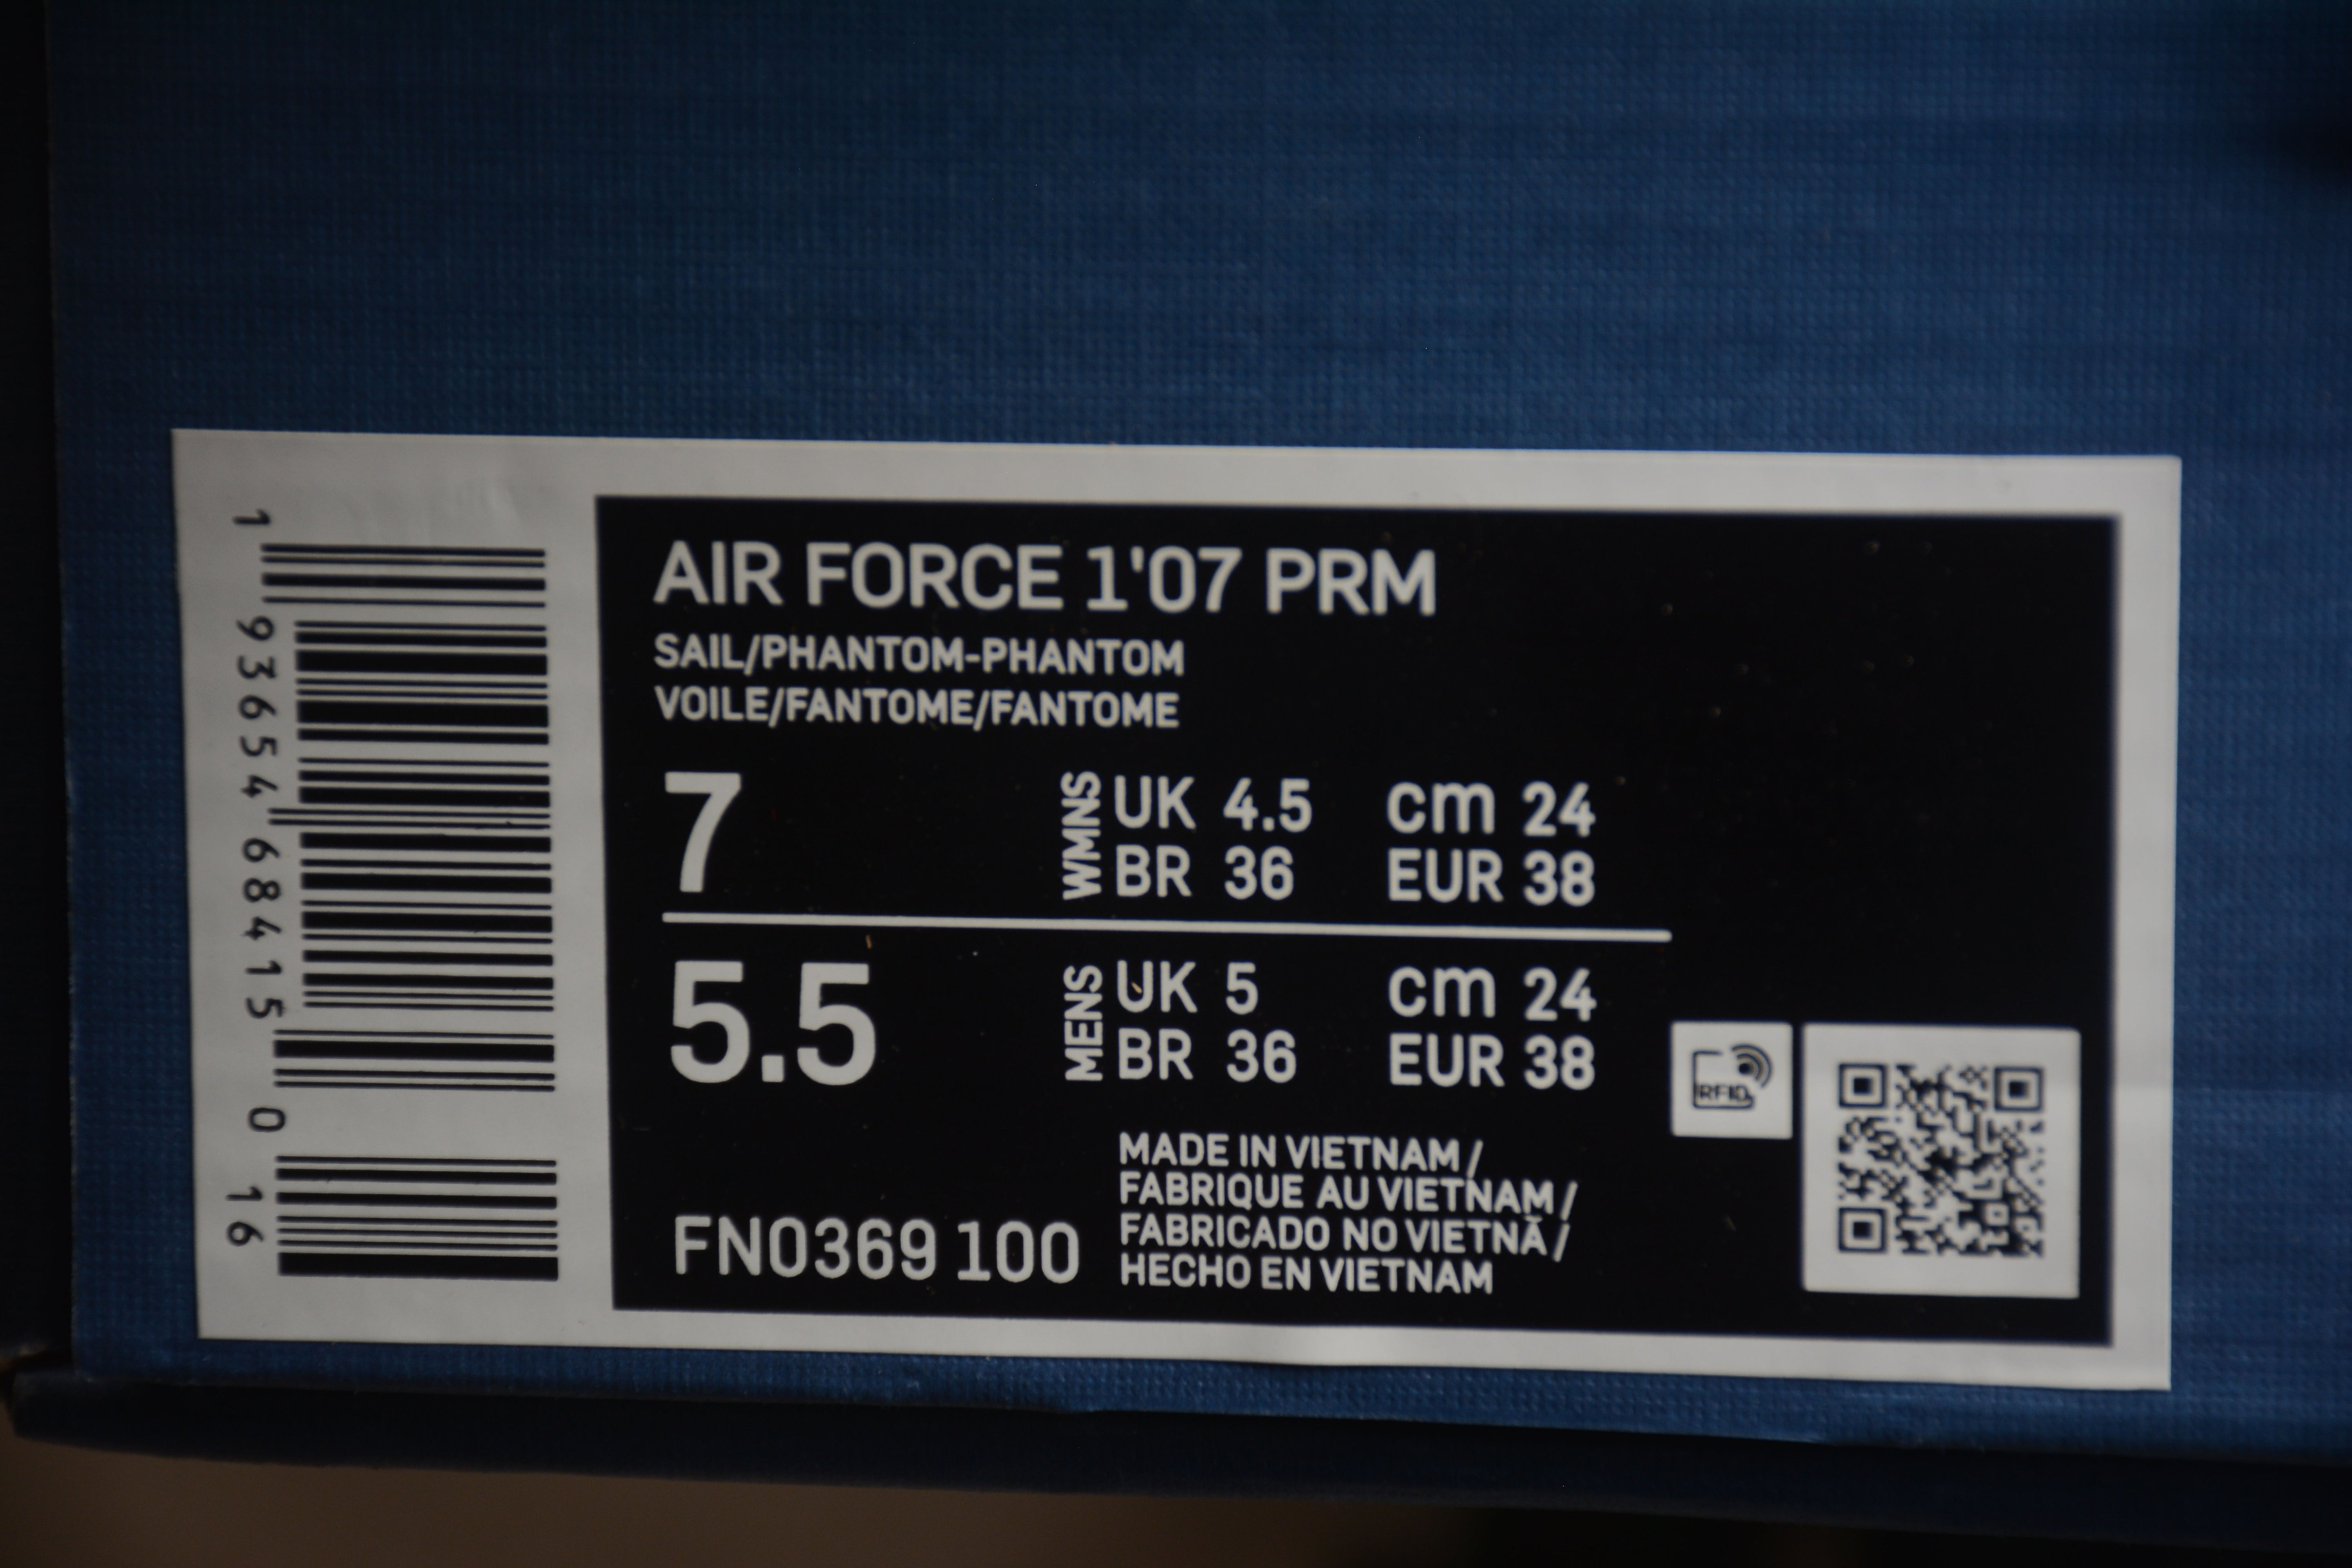 1 93654 68415 0 16
AIR FORCE 1'07 PRM
SAIL/PHANTOM-PHANTOM
VOILE/FANTOME/FANTOME
7
WMNS
UK 4.5 cm 24
BR 36 EUR 38
5.5
MENS
UK 5 cm 24
BR 36 EUR 38
RFID
MADE IN VIETNAM /
FABRIQUE AU VIETNAM /
FABRICADO NO VIETNÃ /
HECHO EN VIETNAM
FN0369 100